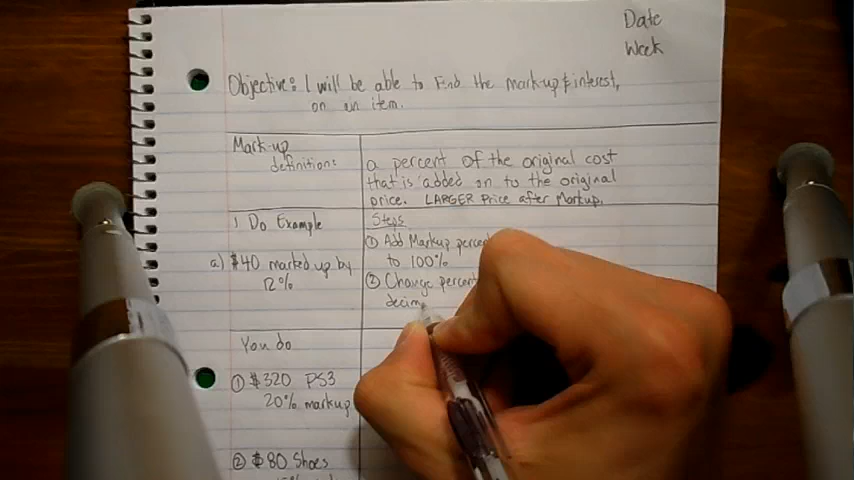 Date
Week
Objective: I will be able to Find the mark-up & interest,
on an item.
Mark-up
definition:
a percent of the original cost
that is added on to the original
price. LARGER Price after Markup.
I Do Example
a) $40 marked up by
12%
Steps
① Add Markup
to 100%
② Change percent
You do
① $320 PS3
20% markup
② $80 Shoes